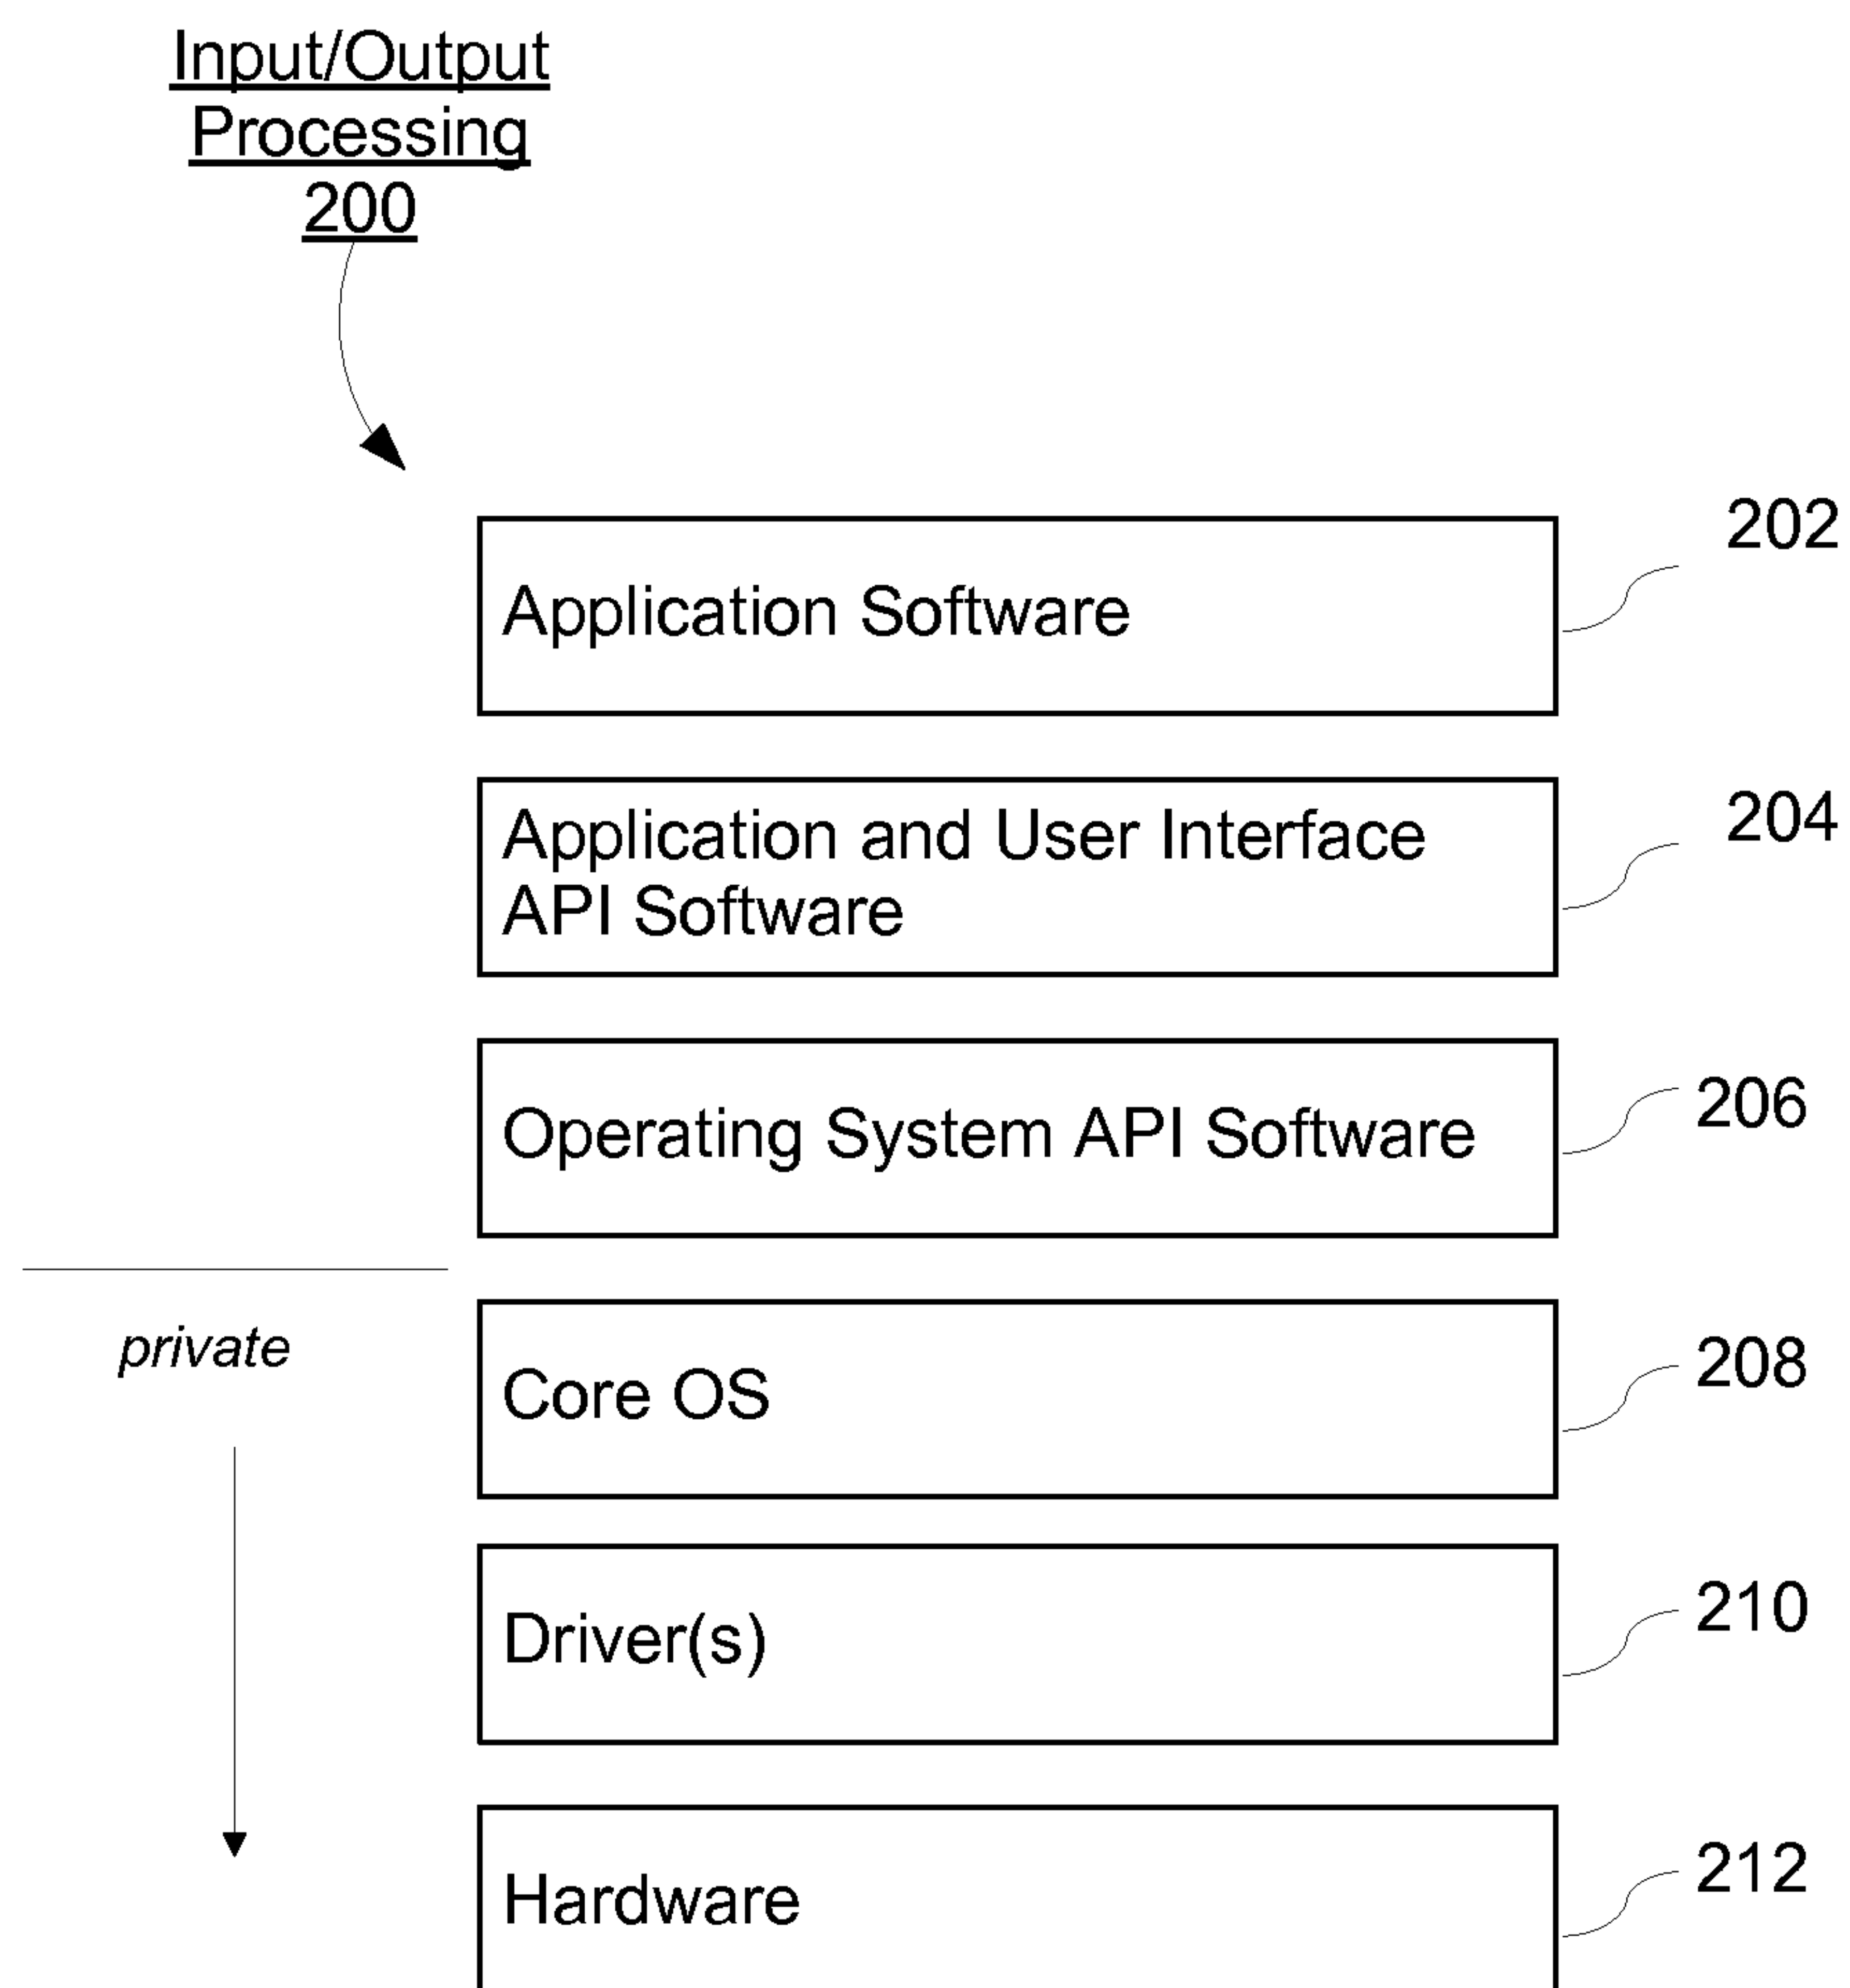 Input/Output
Processing
200
202
Application Software
204
Application and User Interface
API Software
206
Operating System API Software
private
208
Core OS
210
Driver(s)
212
Hardware